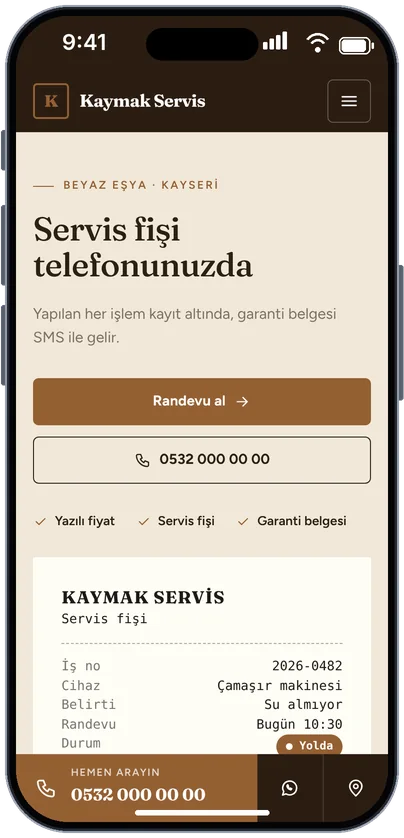 9:41
K
Kaymak Servis
BEYAZ EŞYA · KAYSERİ
Servis fişi
telefonunuzda
Yapılan her işlem kayıt altında, garanti belgesi
SMS ile gelir.
Randevu al →
0532 000 00 00
Yazılı fiyat
Servis fişi
Garanti belgesi
KAYMAK SERVİS
Servis fişi
İş no 2026-0482
Cihaz Çamaşır makinesi
Belirti Su almıyor
Randevu Bugün 10:30
Durum Yolda
HEMEN ARAYIN
0532 000 00 00